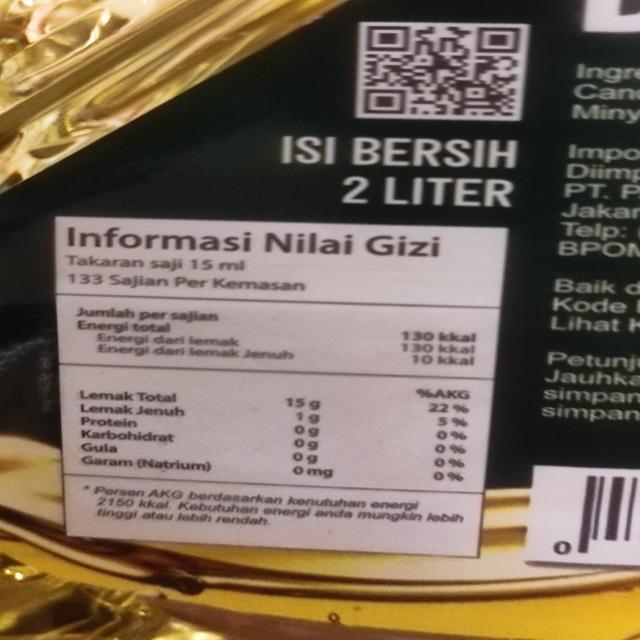 ISI BERSIH
2 LITER
Informasi Nilai Gizi
Takaran saji 15 ml
133 Sajian Per Kemasan
Jumlah per sajian
Energi total 130 kkal
Energi dari lemak 130 kkal
Energi dari lemak Jenuh 10 kkal
%AKG
Lemak Total 15 g 22 %
Lemak Jenuh 1 g 5 %
Protein 0 g 0 %
Karbohidrat 0 g 0 %
Gula 0 g 0 %
Garam (Natrium) 0 mg 0 %
* Persen AKG berdasarkan kenutuhan energi
2150 kkal. Kebutuhan energi anda mungkin lebih
tinggi atau lebih rendah.
Ingre
Cano
Miny
Impo
Diimp
PT. P
Jakar
Telp:
BPOM
Baik d
Kode
Lihat
Petunju
Jauhka
simpan
simpan
0